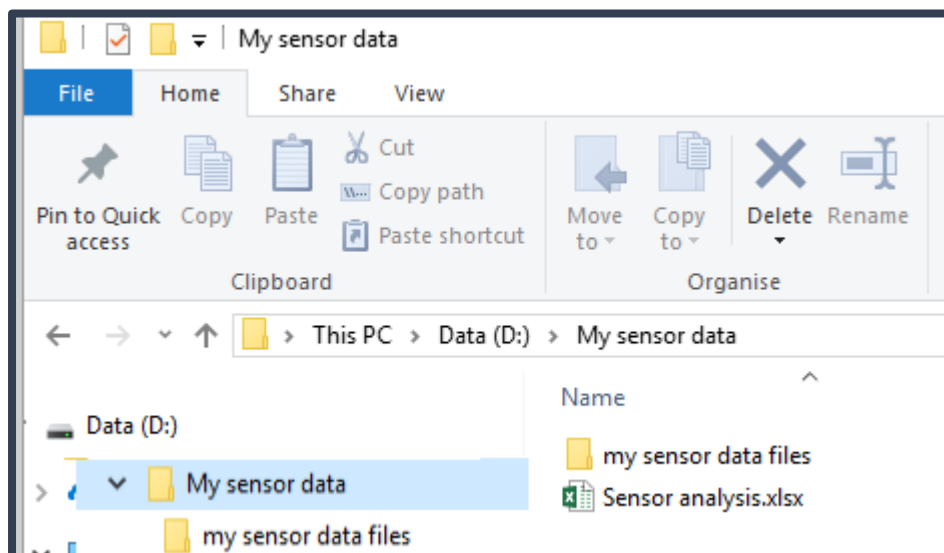 My sensor data
File Home Share View
Pin to Quick access
Copy
Paste
Cut
Copy path
Paste shortcut
Move to
Copy to
Delete
Rename
Clipboard
Organise
This PC > Data (D:) > My sensor data
Data (D:)
My sensor data
my sensor data files
Name
my sensor data files
Sensor analysis.xlsx